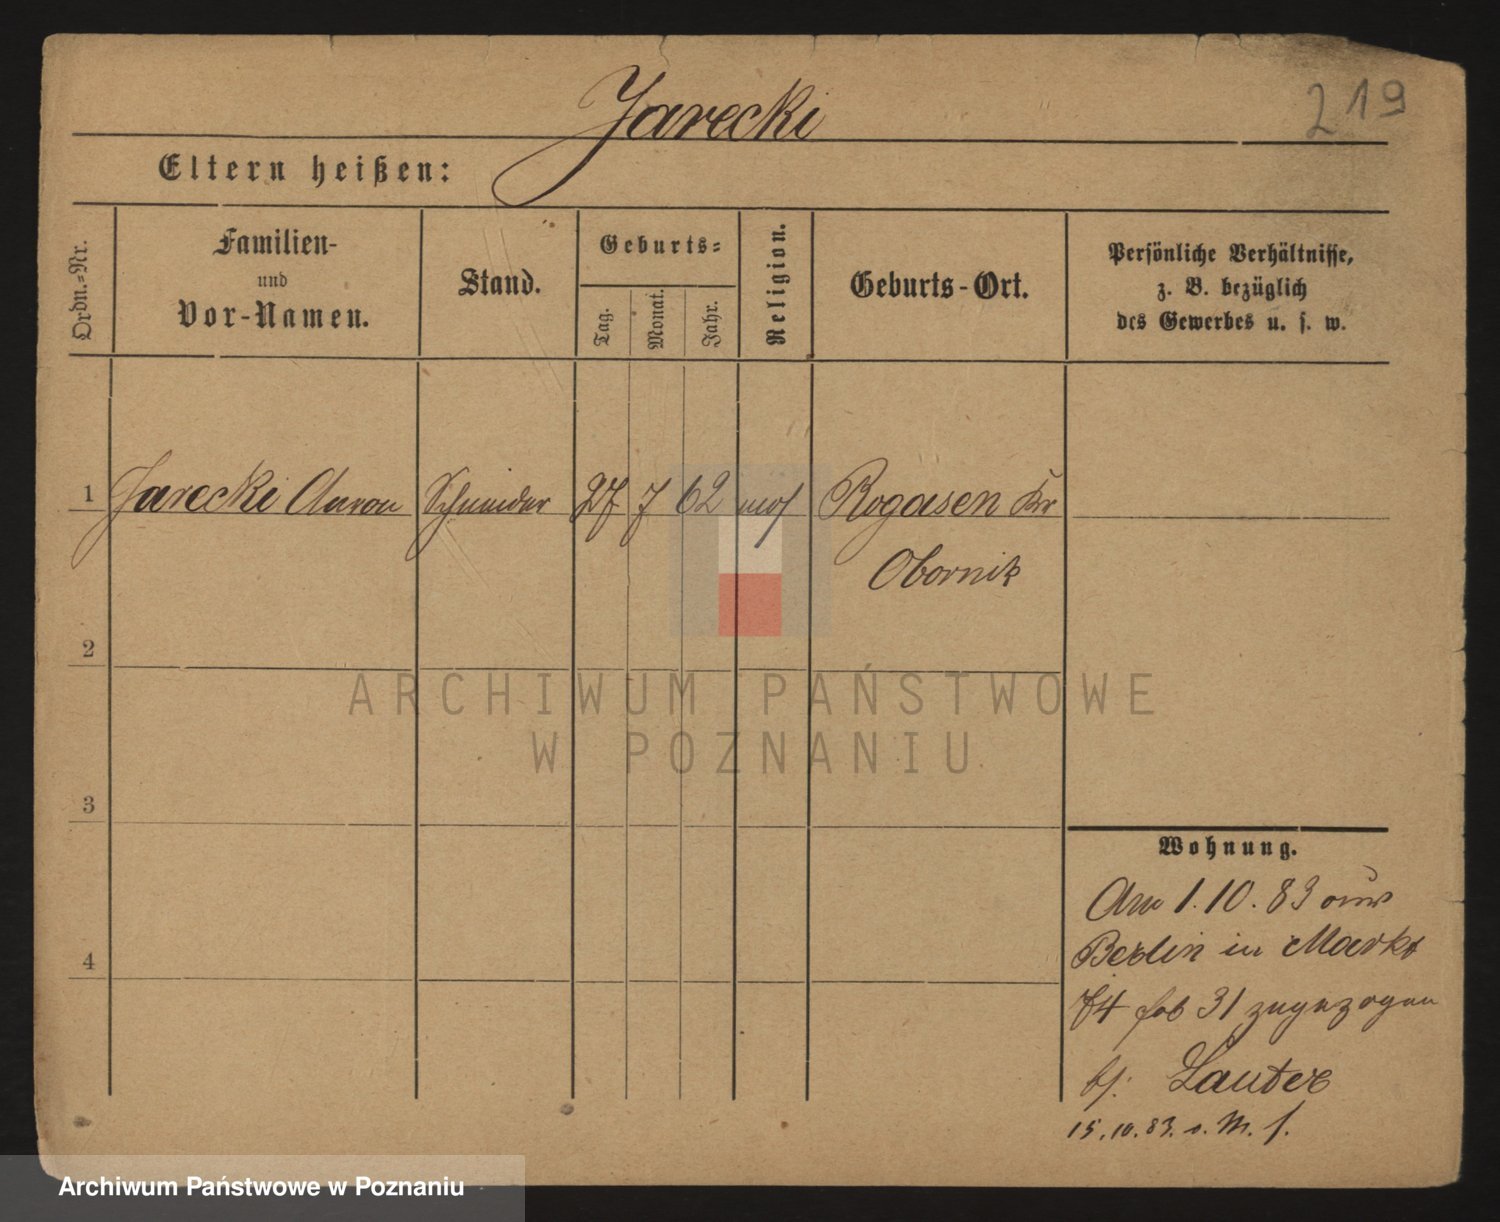 Jarecki
219
Eltern heißen:
Ordn.-Nr.
Familien-
und
Vor-Namen.
Stand.
Geburts-
Tag.
Monat.
Jahr.
Religion.
Geburts-Ort.
Persönliche Verhältnisse,
z. B. bezüglich
des Gewerbes u. s. w.
1 Jarecki Aaron Schneider 27 7 62 mos Rogasen Kr
Obornik
2
3
4
Wohnung.
Am 1.10.83 aus
Berlin in Markt
74 31 zugezogen
bf: Lauter
15.10.83.
ARCHIWUM PAŃSTWOWE
W POZNANIU
Archiwum Państwowe w Poznaniu